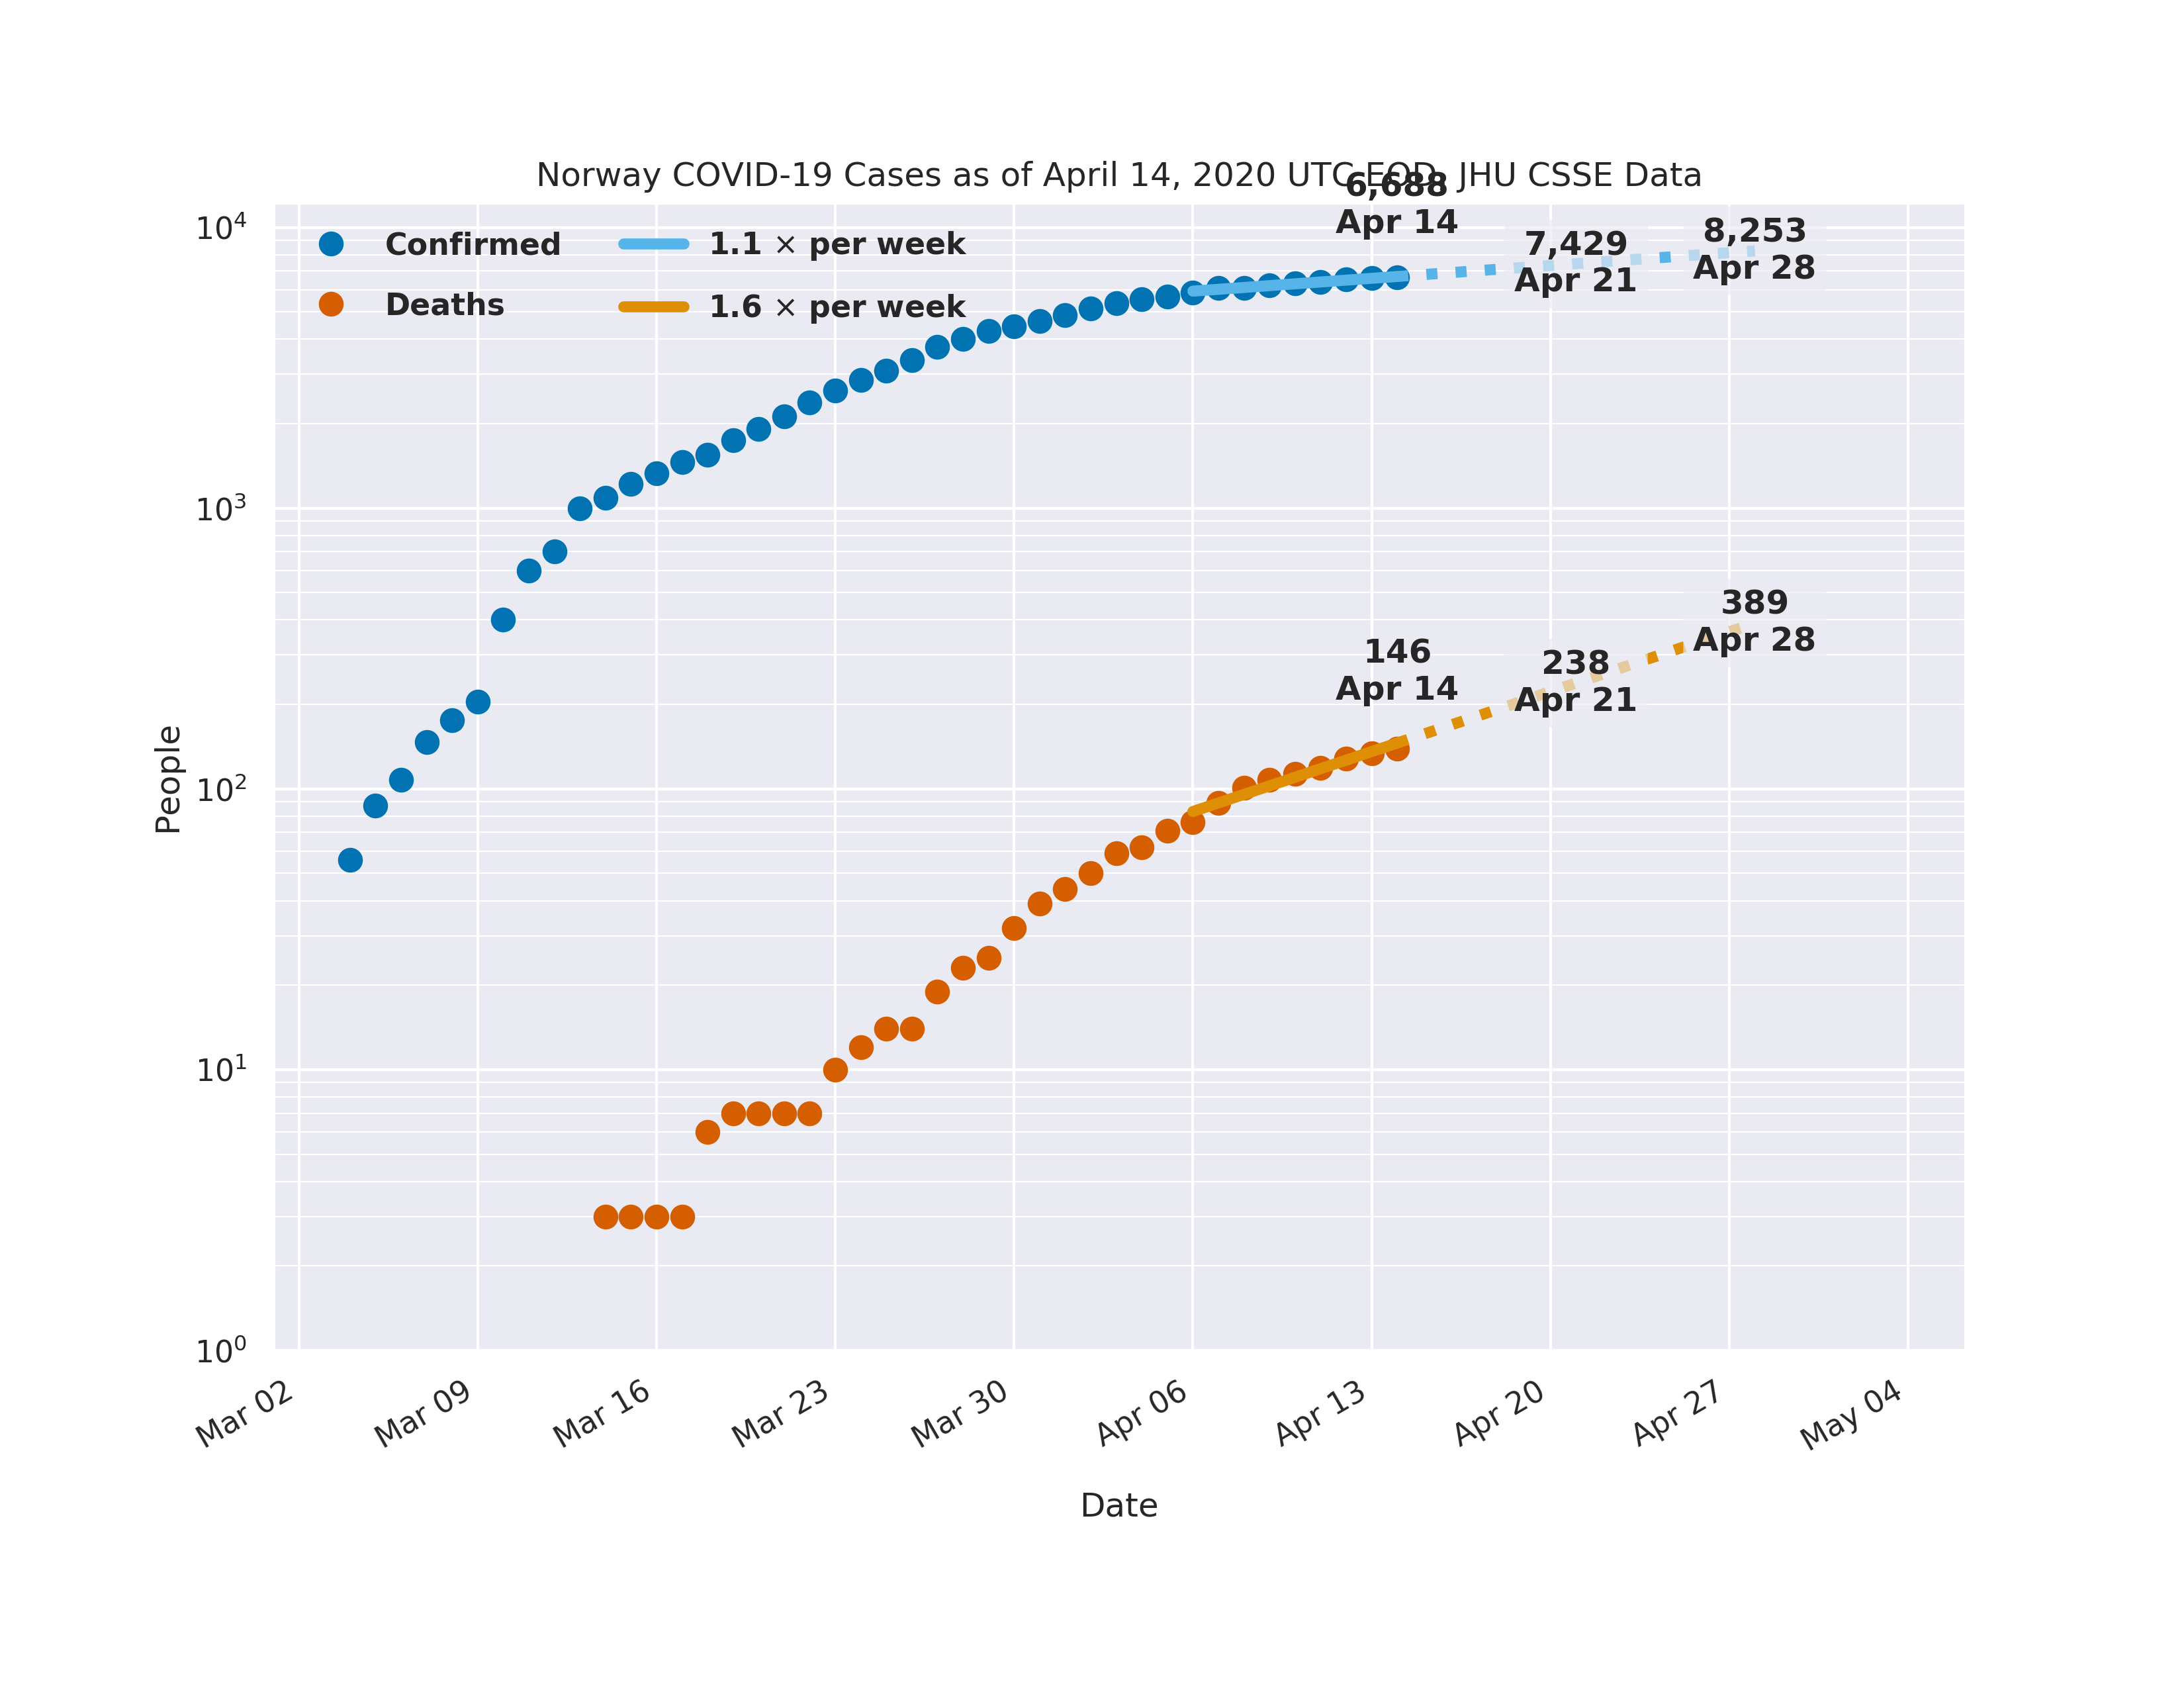 Norway COVID-19 Cases as of April 14, 2020 UTC EOD, JHU CSSE Data
6,688
Apr 14
7,429
Apr 21
8,253
Apr 28
Confirmed
Deaths
1.1 × per week
1.6 × per week
389
Apr 28
146
Apr 14
238
Apr 21
People
10⁴
10³
10²
10¹
10⁰
Mar 02
Mar 09
Mar 16
Mar 23
Mar 30
Apr 06
Apr 13
Apr 20
Apr 27
May 04
Date